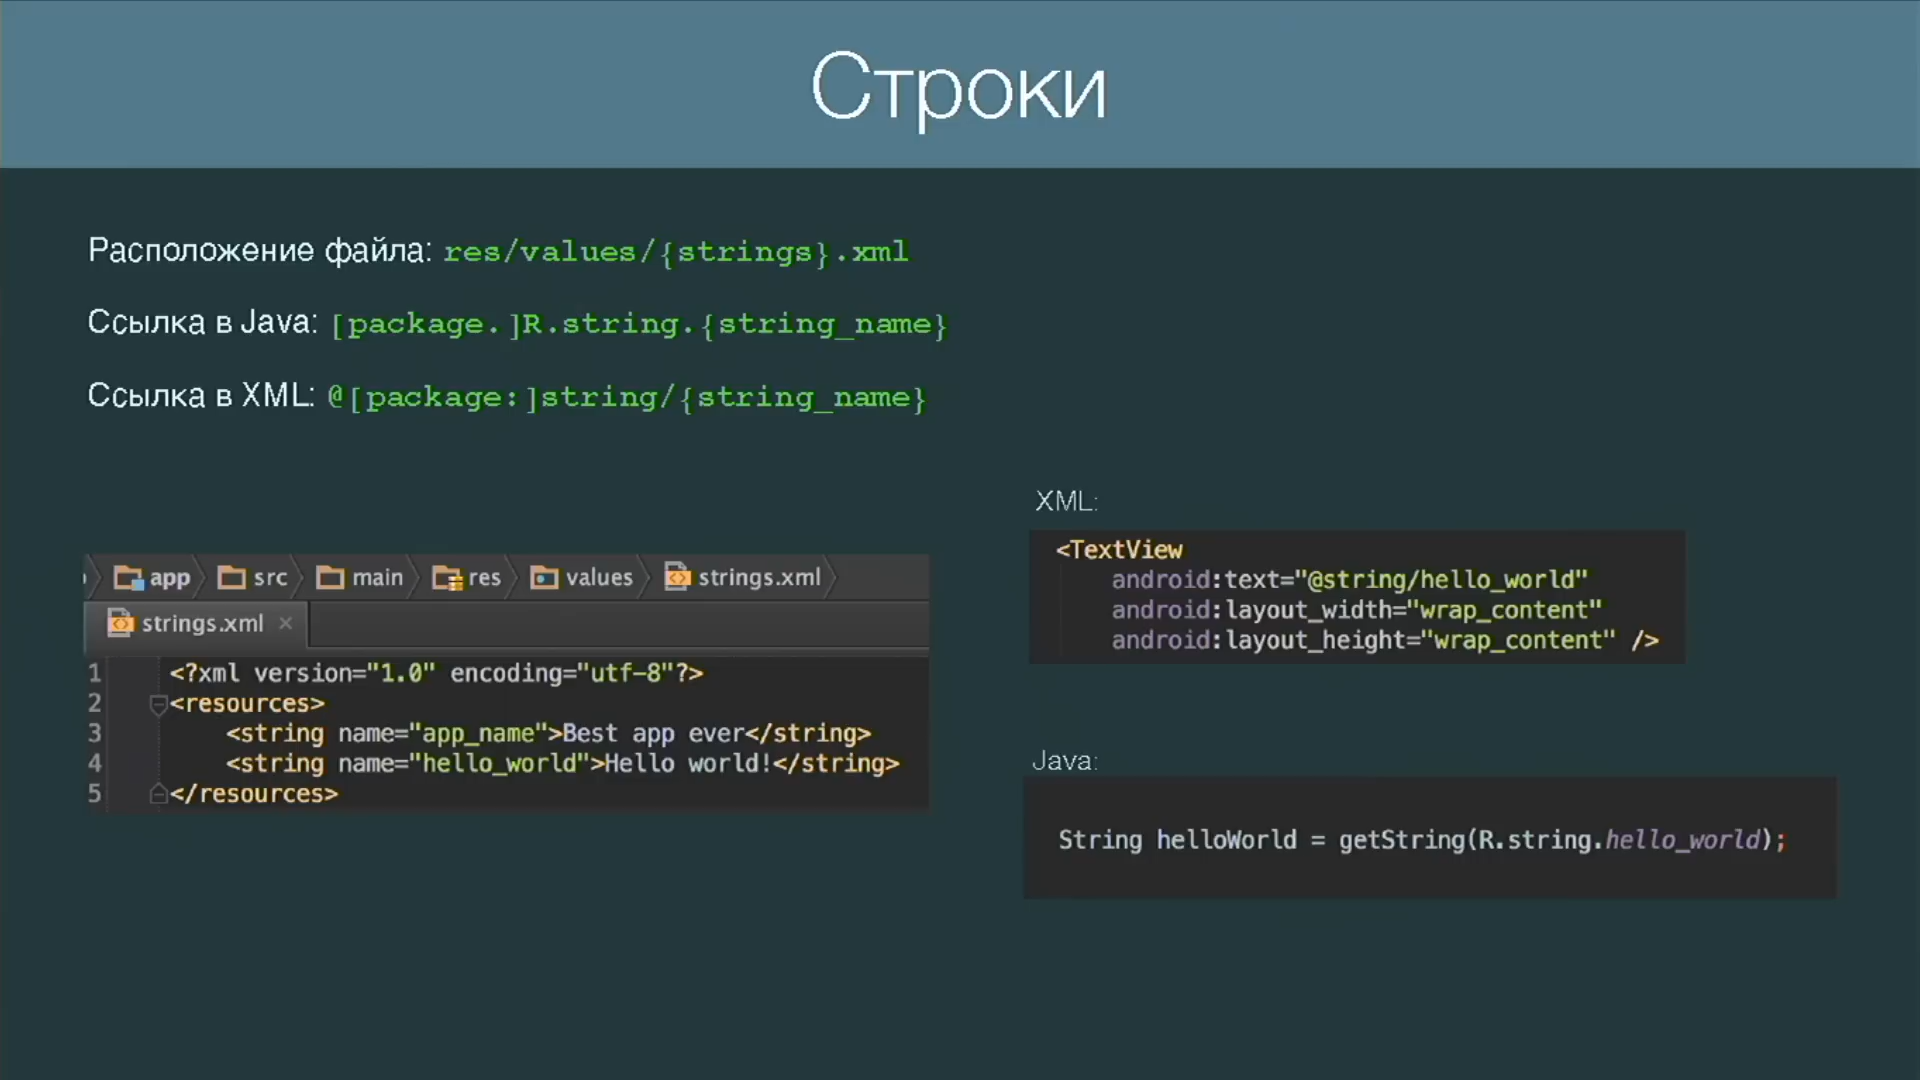 Строки
Расположение файла: res/values/{strings}.xml
Ссылка в Java: [package.]R.string.{string_name}
Ссылка в XML: @[package:]string/{string_name}
app src main res values strings.xml
strings.xml ×
1 <?xml version="1.0" encoding="utf-8"?>
2 <resources>
3 <string name="app_name">Best app ever</string>
4 <string name="hello_world">Hello world!</string>
5 </resources>
XML:
<TextView
android:text="@string/hello_world"
android:layout_width="wrap_content"
android:layout_height="wrap_content" />
Java:
String helloWorld = getString(R.string.hello_world);